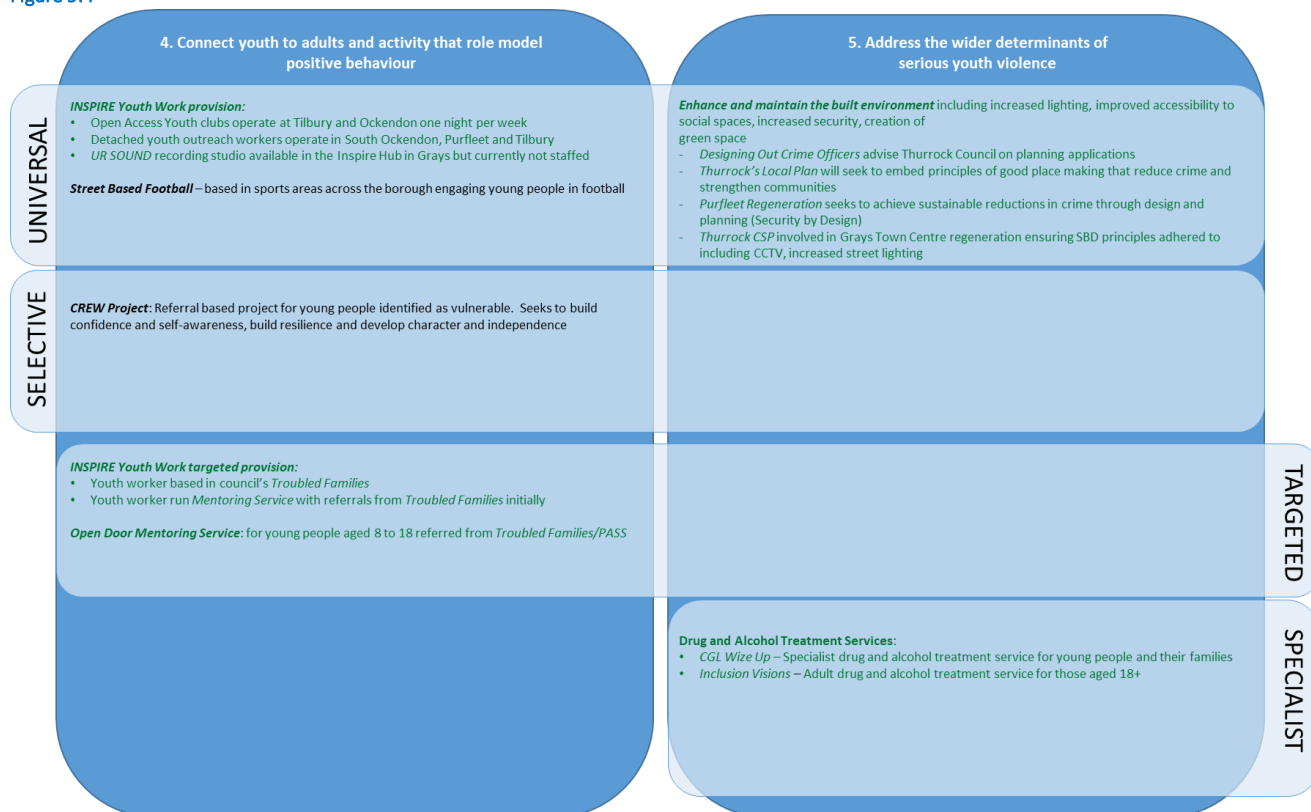 4. Connect youth to adults and activity that role model
positive behaviour
5. Address the wider determinants of
serious youth violence
UNIVERSAL
INSPIRE Youth Work provision:
• Open Access Youth clubs operate at Tilbury and Ockendon one night per week
• Detached youth outreach workers operate in South Ockendon, Purfleet and Tilbury
• UR SOUND recording studio available in the Inspire Hub in Grays but currently not staffed
Street Based Football – based in sports areas across the borough engaging young people in football
Enhance and maintain the built environment including increased lighting, improved accessibility to
social spaces, increased security, creation of
green space
- Designing Out Crime Officers advise Thurrock Council on planning applications
- Thurrock's Local Plan will seek to embed principles of good place making that reduce crime and
strengthen communities
- Purfleet Regeneration seeks to achieve sustainable reductions in crime through design and
planning (Security by Design)
- Thurrock CSP involved in Grays Town Centre regeneration ensuring SBD principles adhered to
including CCTV, increased street lighting
SELECTIVE
CREW Project: Referral based project for young people identified as vulnerable. Seeks to build
confidence and self-awareness, build resilience and develop character and independence
TARGETED
INSPIRE Youth Work targeted provision:
• Youth worker based in council's Troubled Families
• Youth worker run Mentoring Service with referrals from Troubled Families initially
Open Door Mentoring Service: for young people aged 8 to 18 referred from Troubled Families/PASS
SPECIALIST
Drug and Alcohol Treatment Services:
• CGL Wize Up – Specialist drug and alcohol treatment service for young people and their families
• Inclusion Visions – Adult drug and alcohol treatment service for those aged 18+